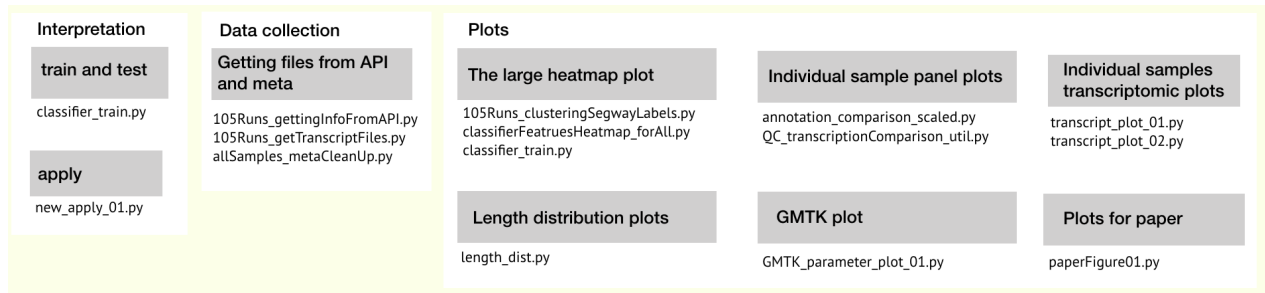 Interpretation
train and test
classifier_train.py
apply
new_apply_01.py
Data collection
Getting files from API
and meta
105Runs_gettingInfoFromAPI.py
105Runs_getTranscriptFiles.py
allSamples_metaCleanUp.py
Plots
The large heatmap plot
105Runs_clusteringSegwayLabels.py
classifierFeatruesHeatmap_forAll.py
classifier_train.py
Individual sample panel plots
annotation_comparison_scaled.py
QC_transcriptionComparison_util.py
Individual samples
transcriptomic plots
transcript_plot_01.py
transcript_plot_02.py
Length distribution plots
length_dist.py
GMTK plot
GMTK_parameter_plot_01.py
Plots for paper
paperFigure01.py